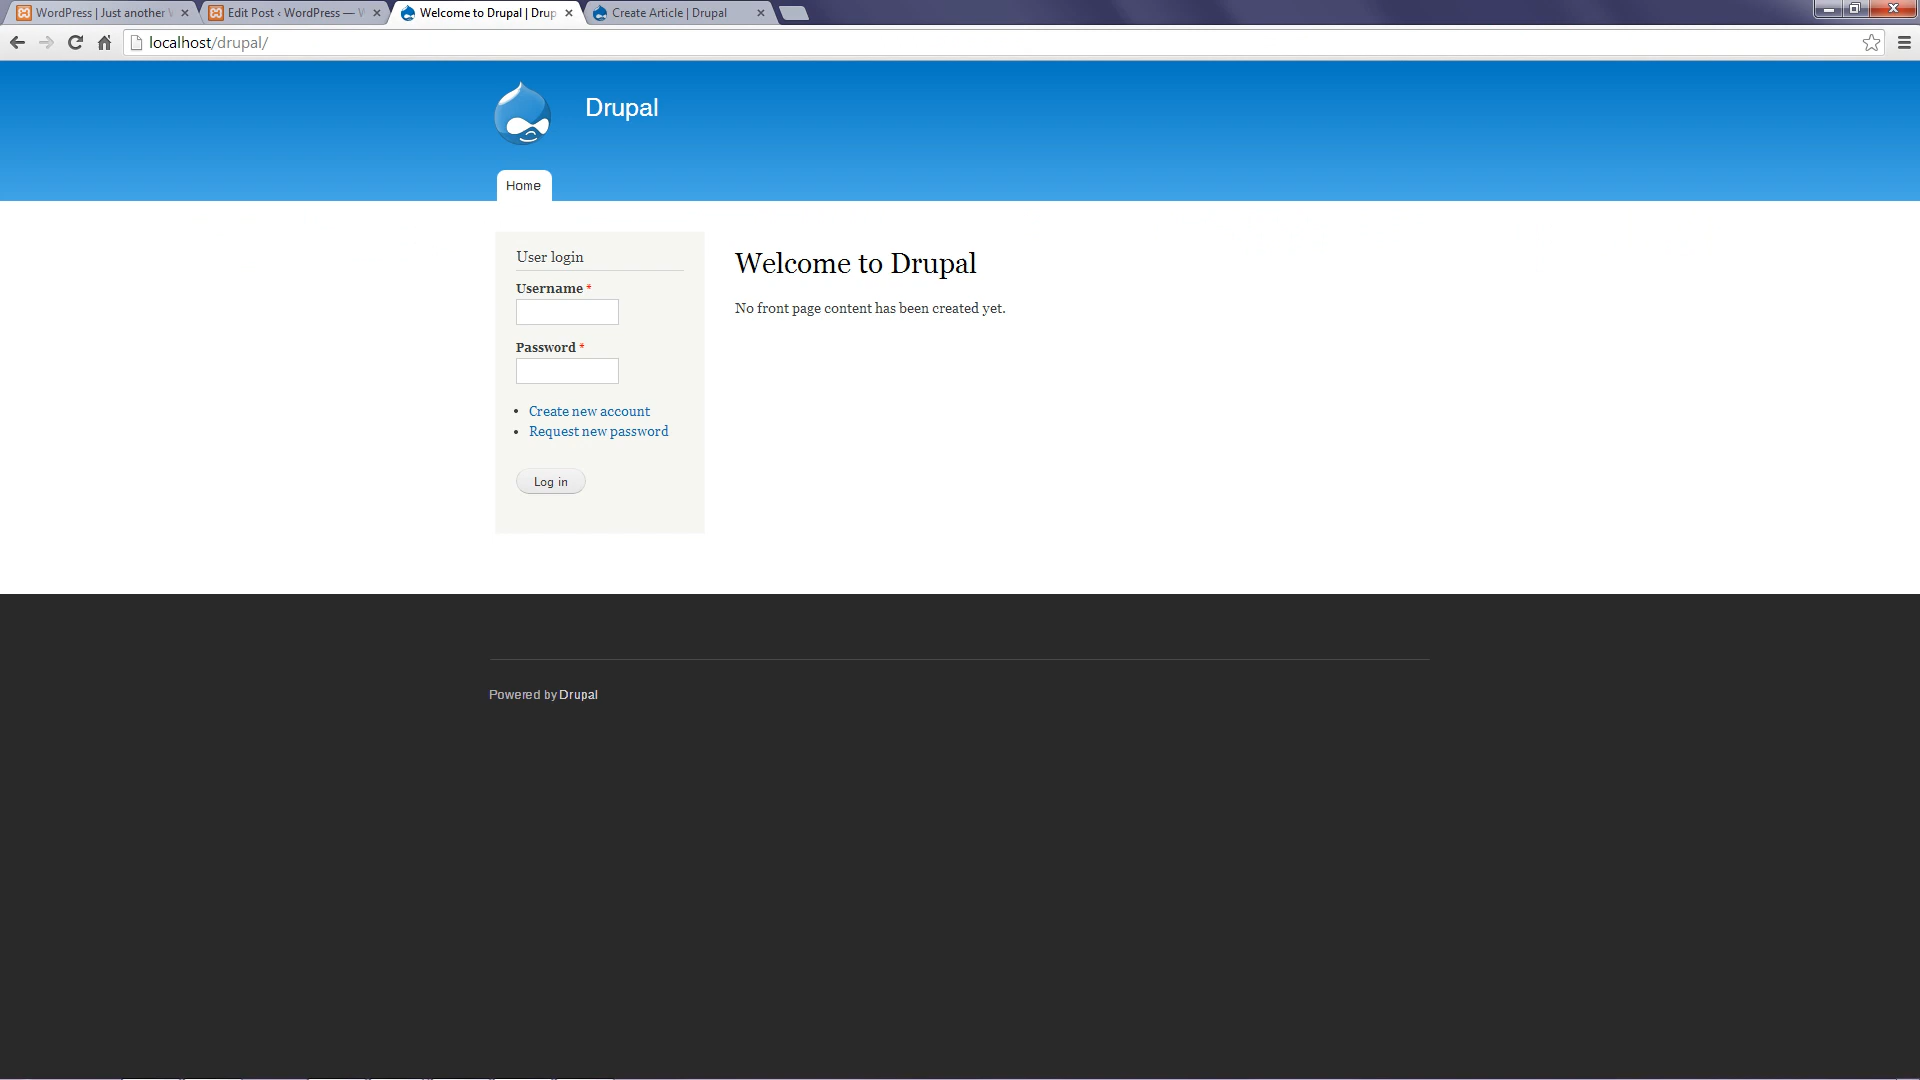 WordPress | Just another
Edit Post ‹ WordPress —
Welcome to Drupal | Drup
Create Article | Drupal
localhost/drupal/
Drupal
Home
User login
Username *
Password *
Create new account
Request new password
Log in
Welcome to Drupal
No front page content has been created yet.
Powered by Drupal